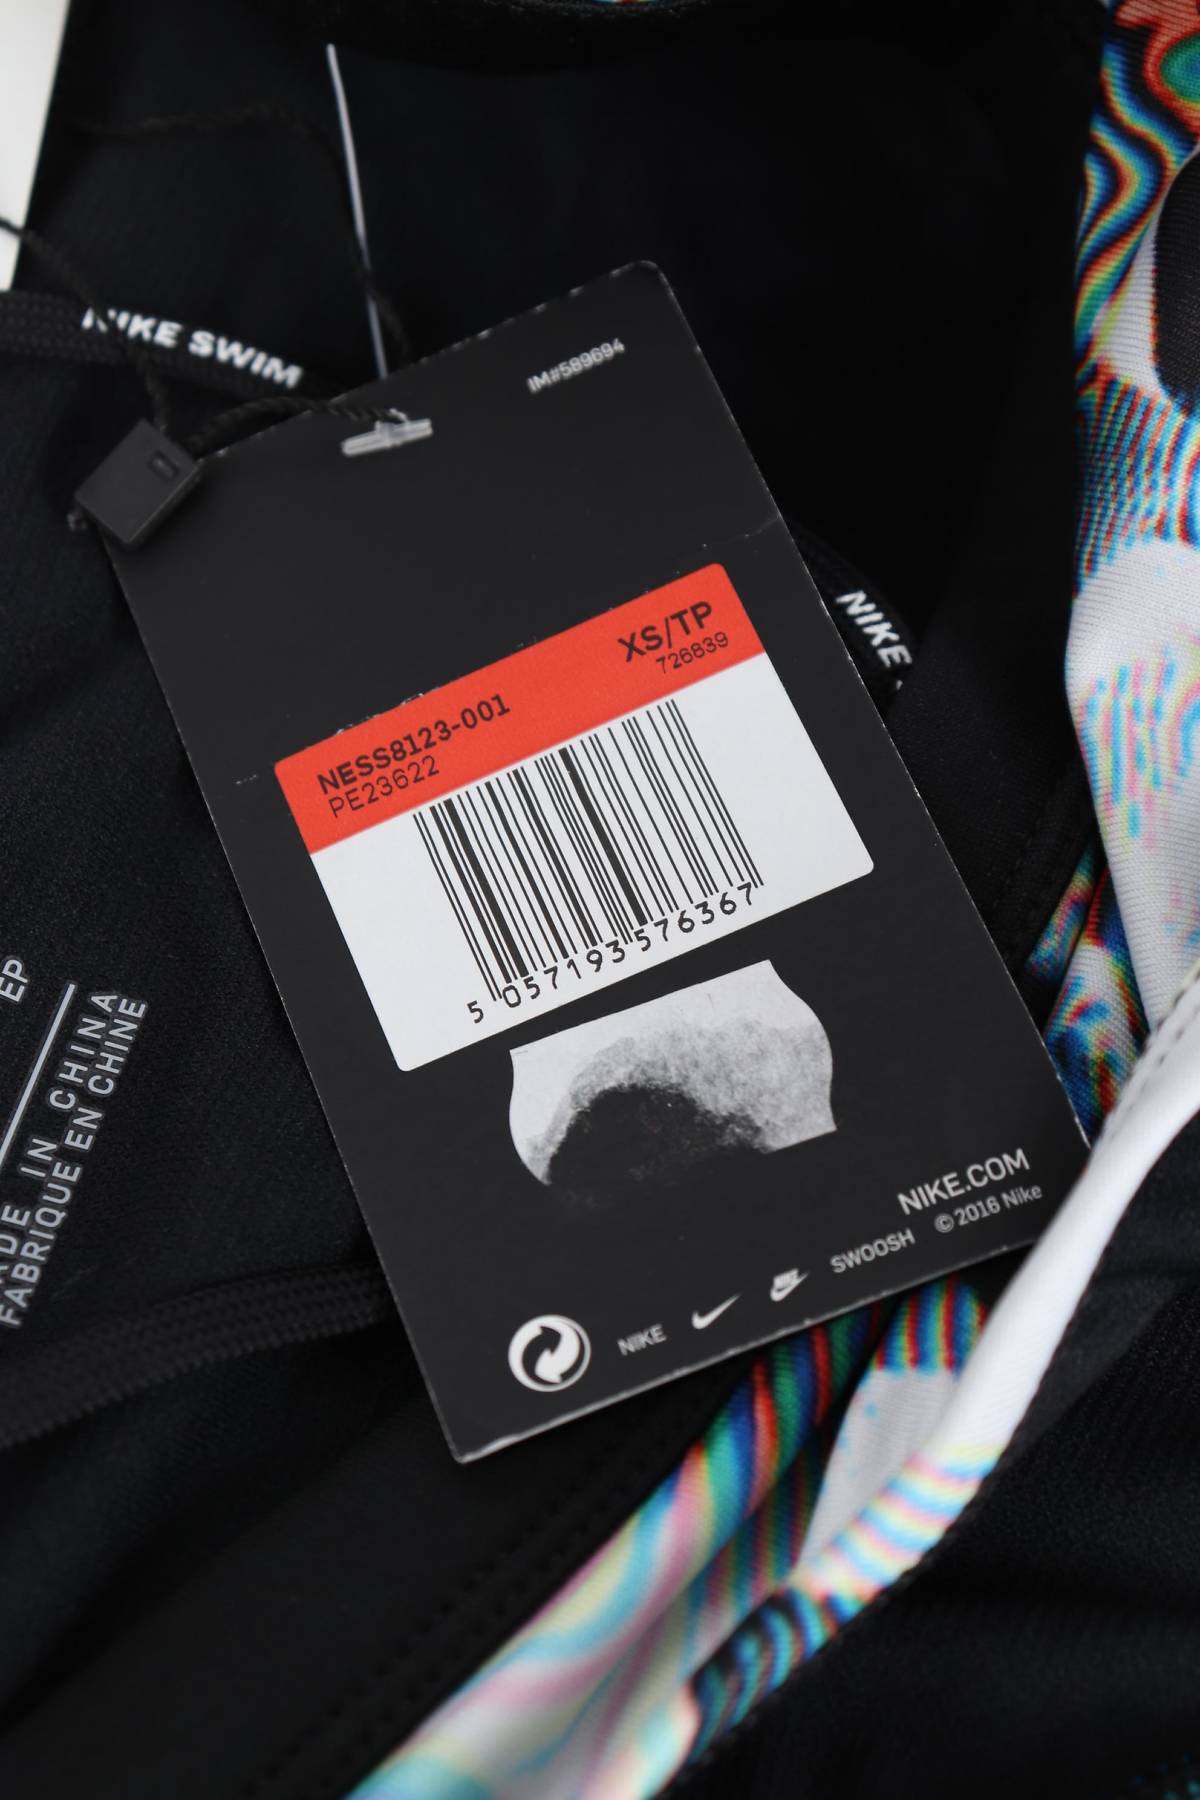 NIKE SWIM
IM#589694
XS/TP
726839
NESS8123-001
PE23622
5 057193 576367
NIKE
EP
MADE IN CHINA
FABRIQUE EN CHINE
NIKE.COM
© 2016 Nike
NIKE
SWOOSH